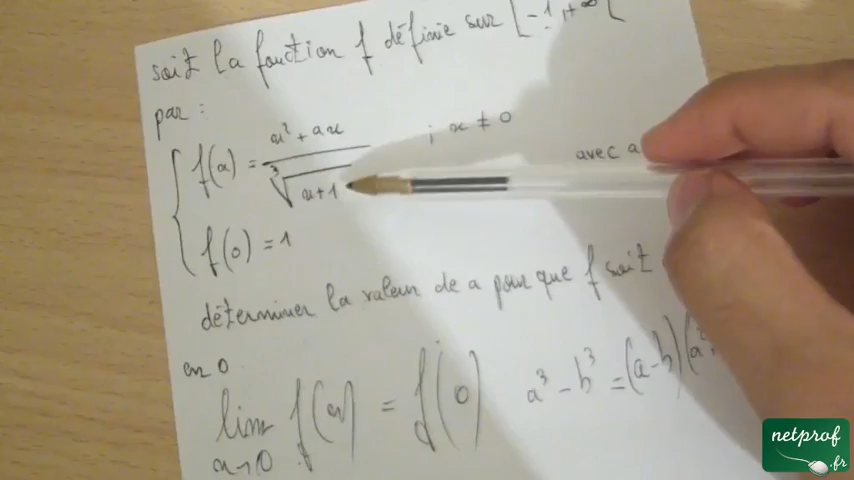 soit la fonction f définie sur [-1, +∞[
par :
f(x) = x² + ax / ∛x+1 ; x ≠ 0
avec a
f(0) = 1
déterminer la valeur de a pour que f soit
en 0
lim f(x) = f(0) a³ - b³ = (a-b)(a²
x→0
netprof
.fr